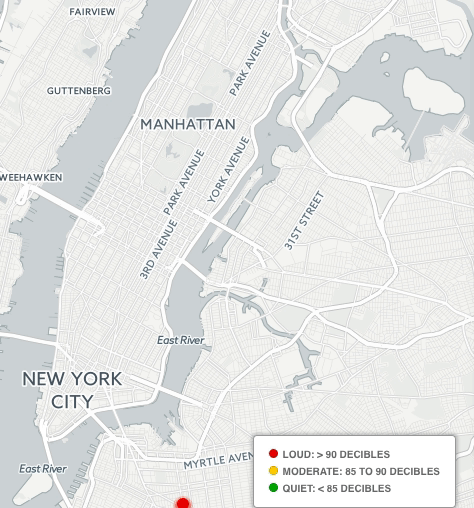 FAIRVIEW
PARK AVENUE
GUTTENBERG
MANHATTAN
WEEHAWKEN
PARK AVENUE
YORK AVENUE
31ST STREET
3RD AVENUE
East River
NEW YORK
CITY
LOUD: > 90 DECIBLES
MYRTLE AVEN
East River
MODERATE: 85 TO 90 DECIBLES
QUIET: < 85 DECIBLES